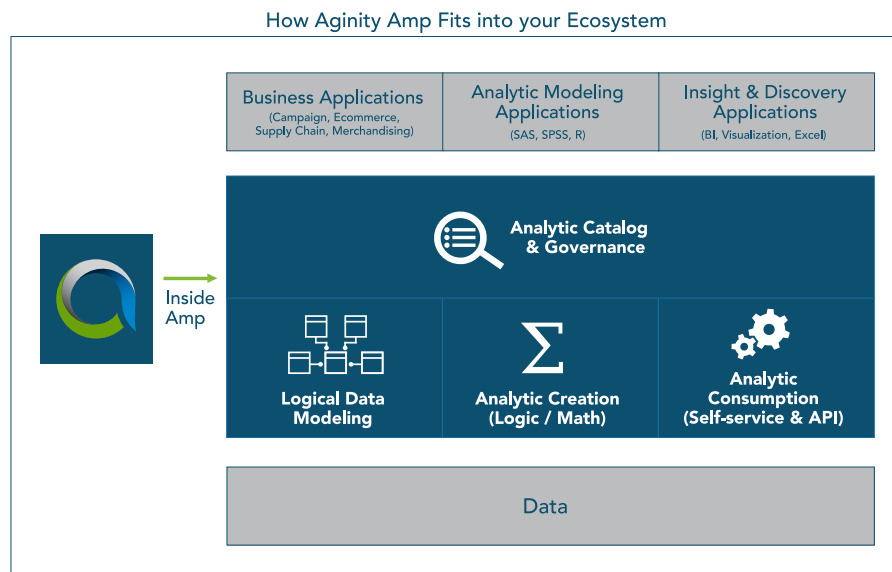 How Aginity Amp Fits into your Ecosystem
Business Applications
(Campaign, Ecommerce,
Supply Chain, Merchandising)
Analytic Modeling
Applications
(SAS, SPSS, R)
Insight & Discovery
Applications
(BI, Visualization, Excel)
Analytic Catalog
& Governance
Inside
Amp
Logical Data
Modeling
Analytic Creation
(Logic / Math)
Analytic
Consumption
(Self-service & API)
Data